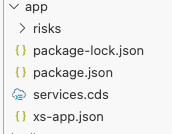 app
risks
package-lock.json
package.json
services.cds
xs-app.json